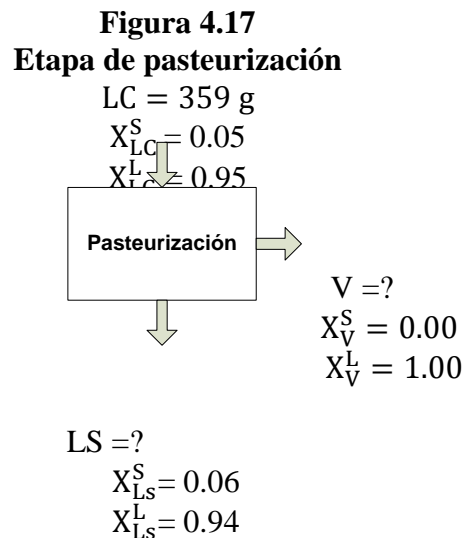 Figura 4.17
Etapa de pasteurización
LC = 359 g
X^S_LC = 0.05
X^L_LC = 0.95
Pasteurización
V =?
X^S_V = 0.00
X^L_V = 1.00
LS =?
X^S_Ls = 0.06
X^L_Ls = 0.94